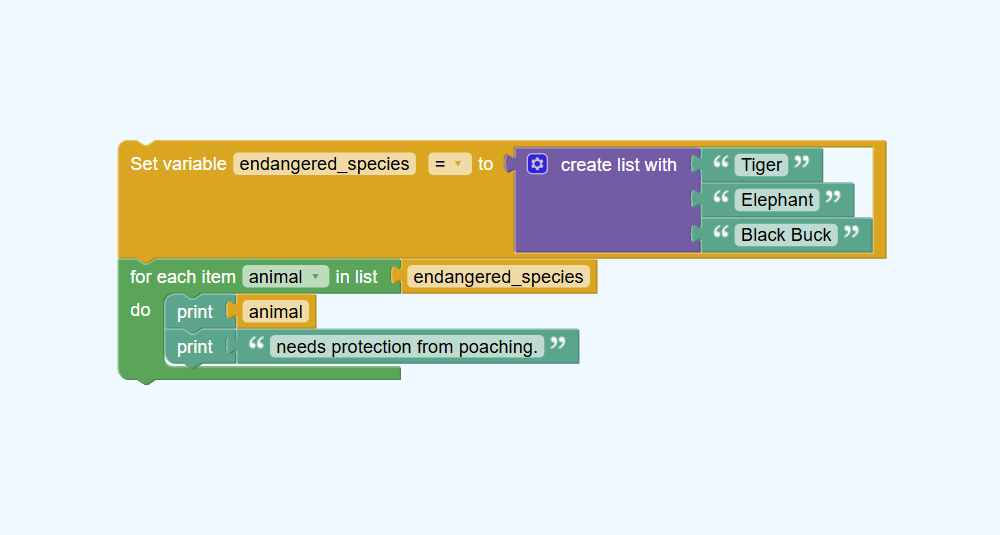 Set variable endangered_species = to create list with “ Tiger ”
“ Elephant ”
“ Black Buck ”
for each item animal in list endangered_species
do print animal
print “ needs protection from poaching. ”